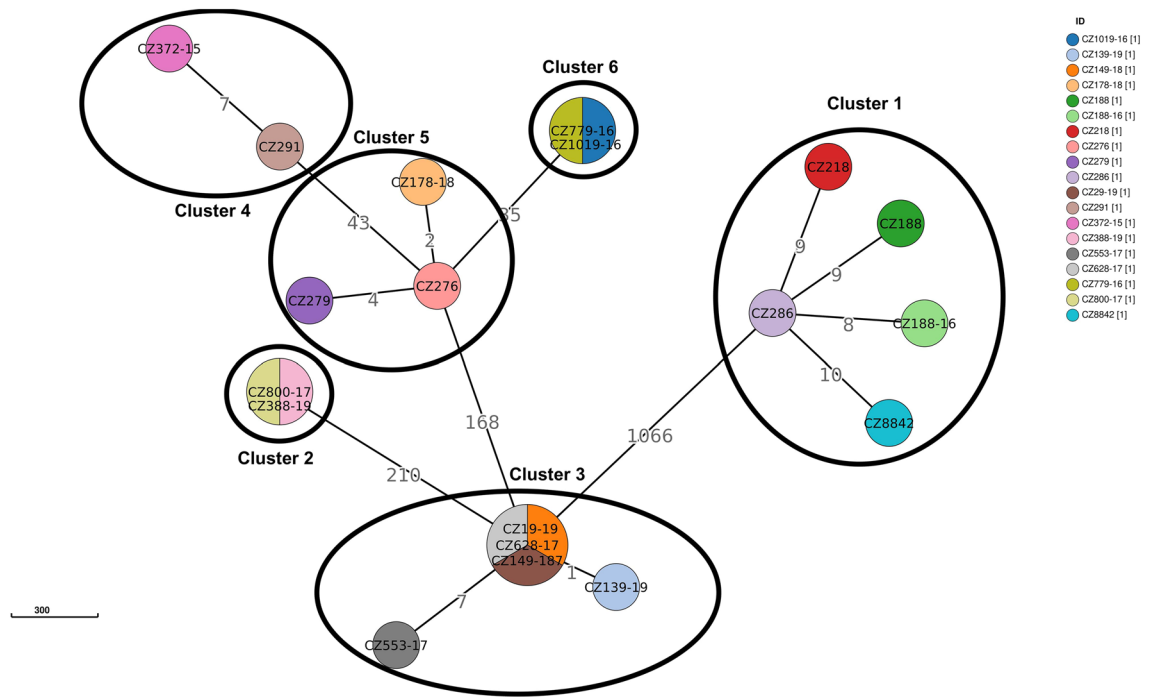 CZ372-15
7
CZ291
Cluster 4
Cluster 5
CZ178-18
43
2
CZ276
4
CZ279
Cluster 6
CZ779-16
CZ1019-16
35
Cluster 1
CZ218
CZ188
9
9
CZ286
8
CZ188-16
10
CZ8842
CZ800-17
CZ388-19
Cluster 2
168
210
1066
Cluster 3
CZ19-19
CZ628-17
CZ149-187
1
CZ139-19
7
CZ553-17
300
ID
CZ1019-16 [1]
CZ139-19 [1]
CZ149-18 [1]
CZ178-18 [1]
CZ188 [1]
CZ188-16 [1]
CZ218 [1]
CZ276 [1]
CZ279 [1]
CZ286 [1]
CZ29-19 [1]
CZ291 [1]
CZ372-15 [1]
CZ388-19 [1]
CZ553-17 [1]
CZ628-17 [1]
CZ779-16 [1]
CZ800-17 [1]
CZ8842 [1]